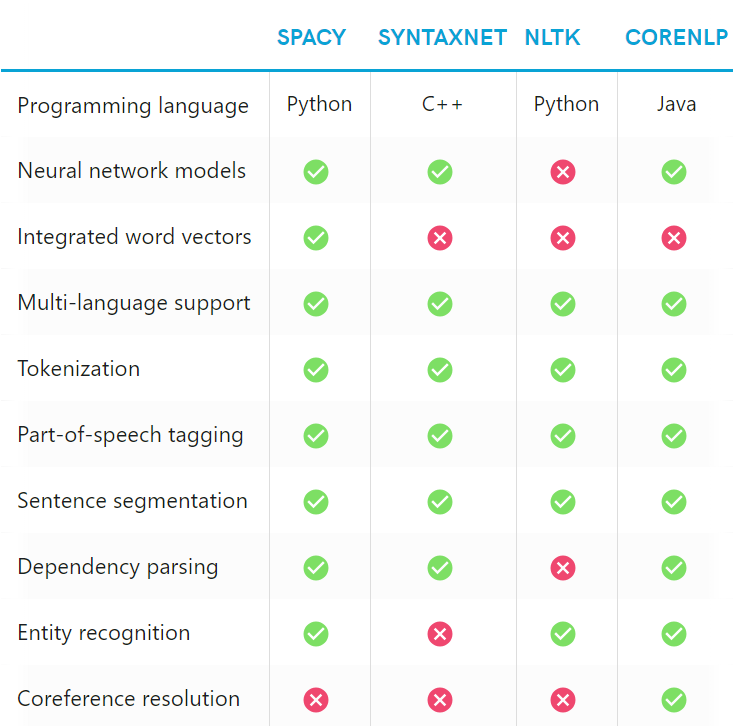 SPACY SYNTAXNET NLTK CORENLP
Programming language Python C++ Python Java
Neural network models
Integrated word vectors
Multi-language support
Tokenization
Part-of-speech tagging
Sentence segmentation
Dependency parsing
Entity recognition
Coreference resolution